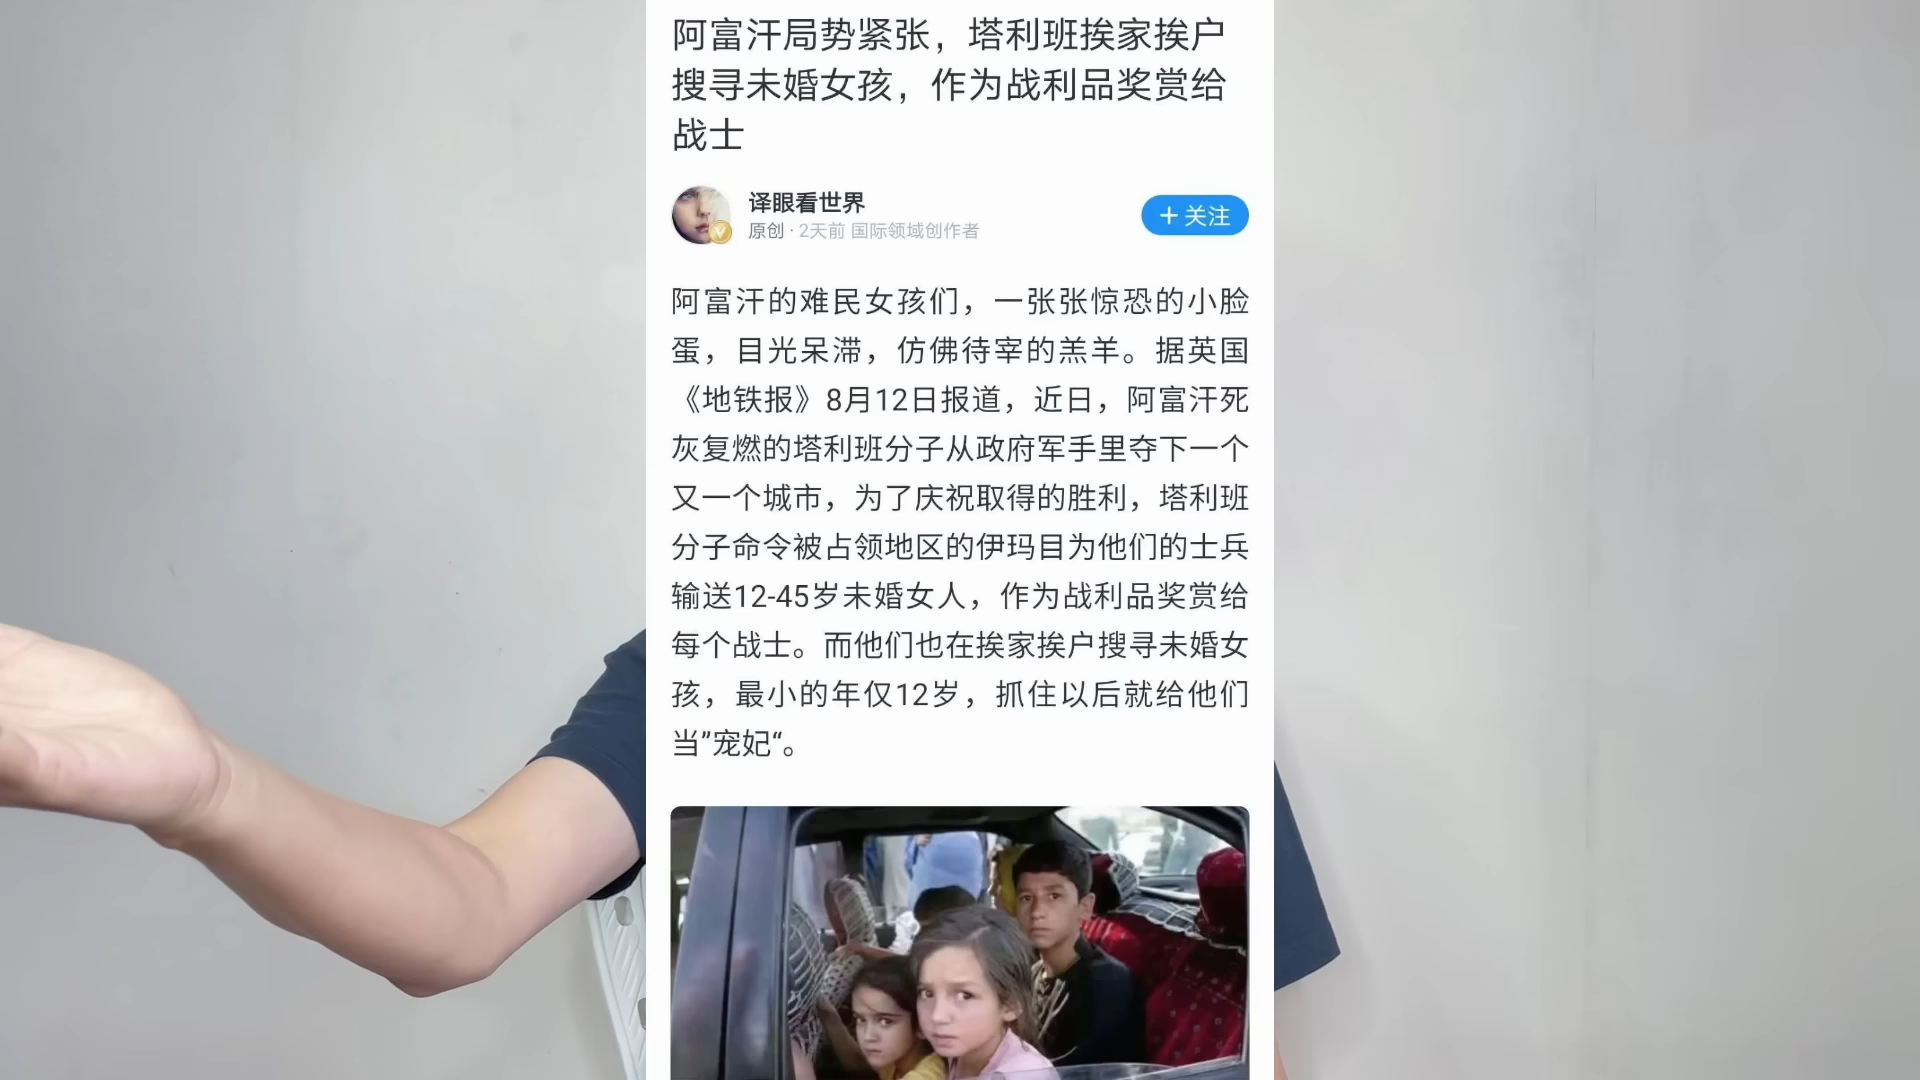 阿富汗局势紧张，塔利班挨家挨户
搜寻未婚女孩，作为战利品奖赏给
战士
译眼看世界
原创 · 2天前 国际领域创作者
+ 关注
阿富汗的难民女孩们，一张张惊恐的小脸
蛋，目光呆滞，仿佛待宰的羔羊。据英国
《地铁报》8月12日报道，近日，阿富汗死
灰复燃的塔利班分子从政府军手里夺下一个
又一个城市，为了庆祝取得的胜利，塔利班
分子命令被占领地区的伊玛目为他们的士兵
输送12-45岁未婚女人，作为战利品奖赏给
每个战士。而他们也在挨家挨户搜寻未婚女
孩，最小的年仅12岁，抓住以后就给他们
当”宠妃“。